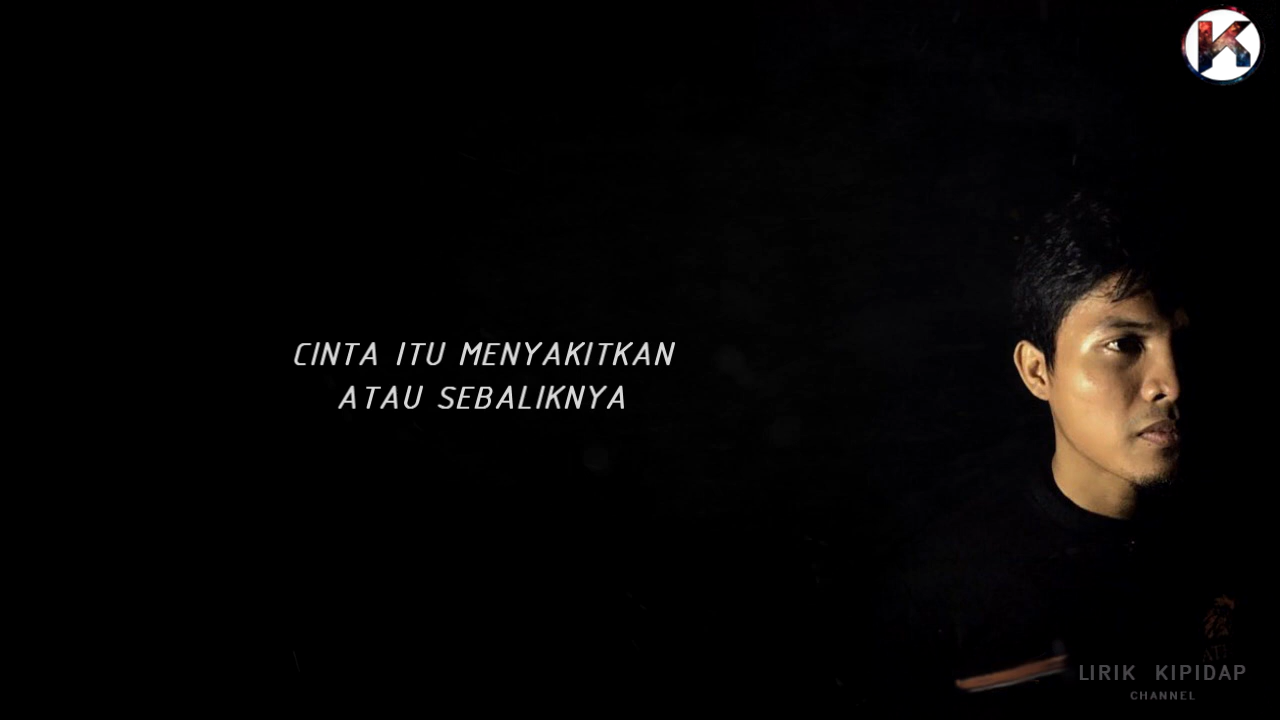 K
CINTA ITU MENYAKITKAN
ATAU SEBALIKNYA
LIRIK KIPIDAP
CHANNEL